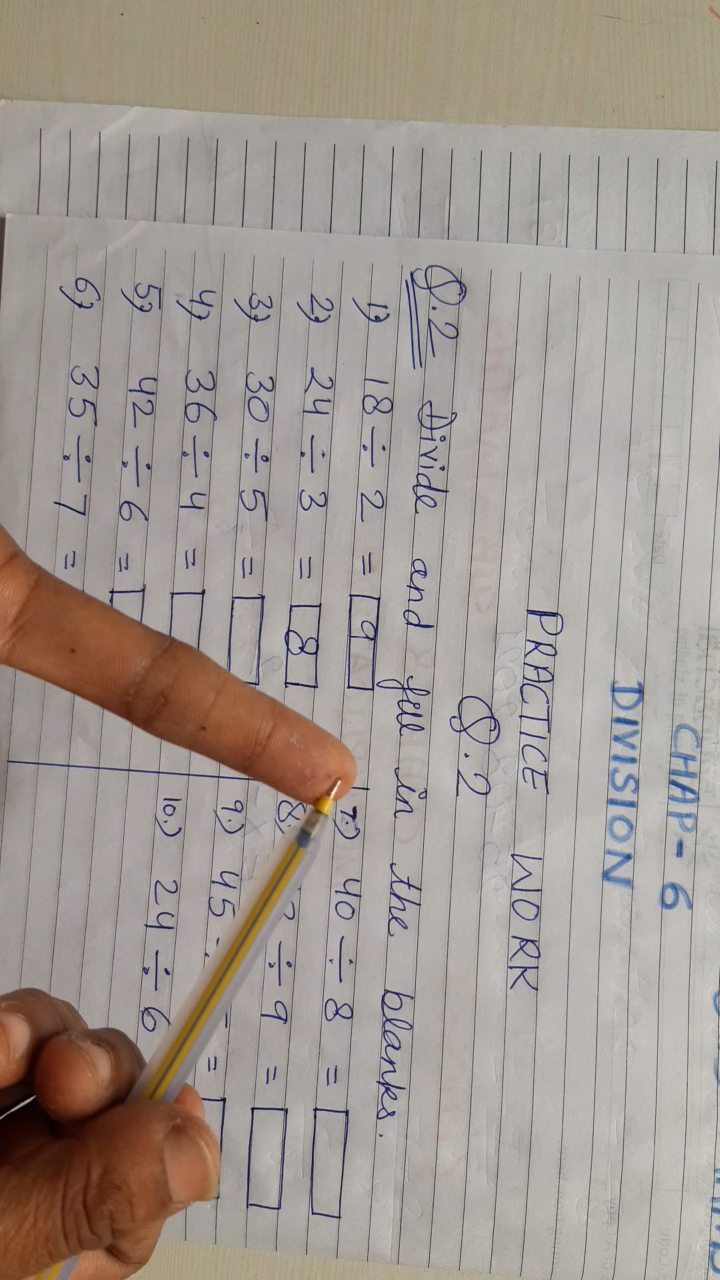 CHAP-6
DIVISION
PRACTICE WORK
Q.2
Q.2 Divide and fill in the blanks.
1) 18 ÷ 2 = 9
2) 24 ÷ 3 = 8
3) 30 ÷ 5 =
4) 36 ÷ 4 =
5) 42 ÷ 6 =
6) 35 ÷ 7 =
7.) 40 ÷ 8 =
8.) ÷ 9 =
9.) 45 =
10.) 24 ÷ 6